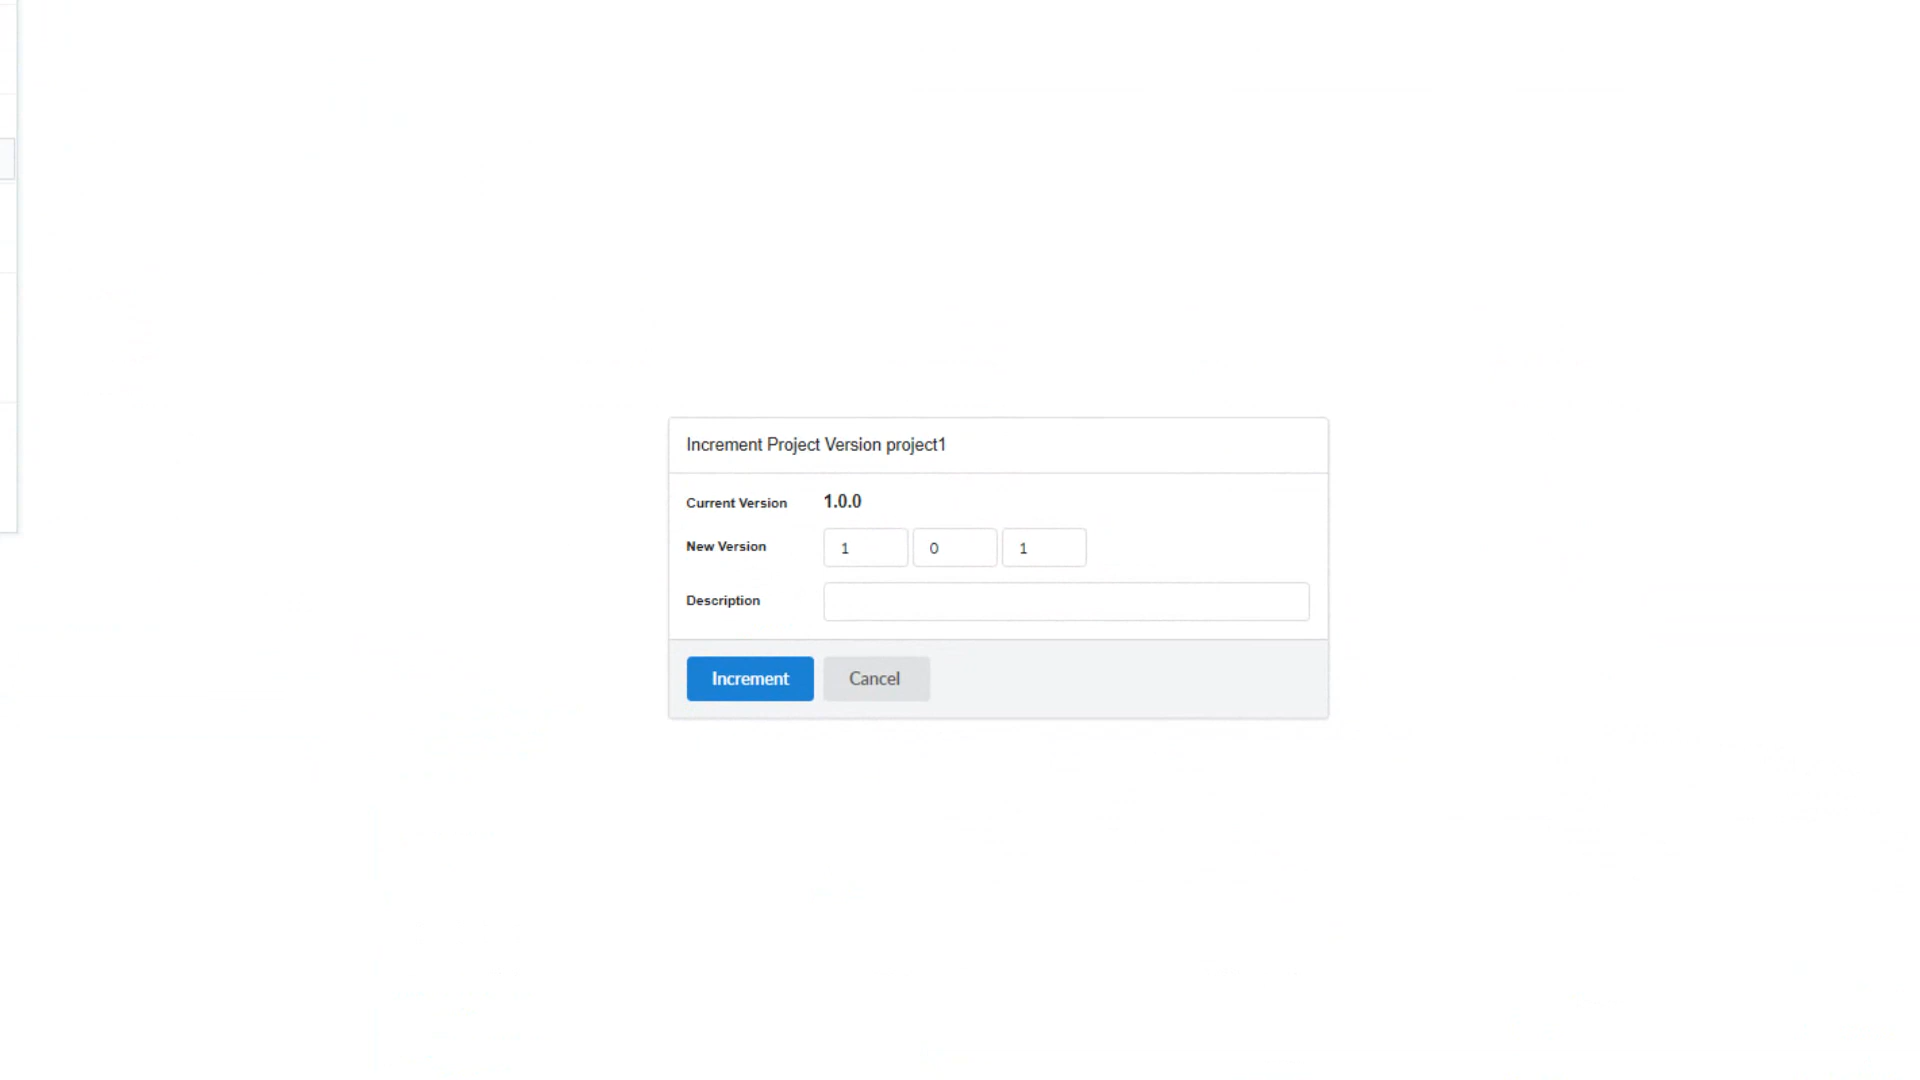 Increment Project Version project1
Current Version 1.0.0
New Version 1 0 1
Description
Increment Cancel